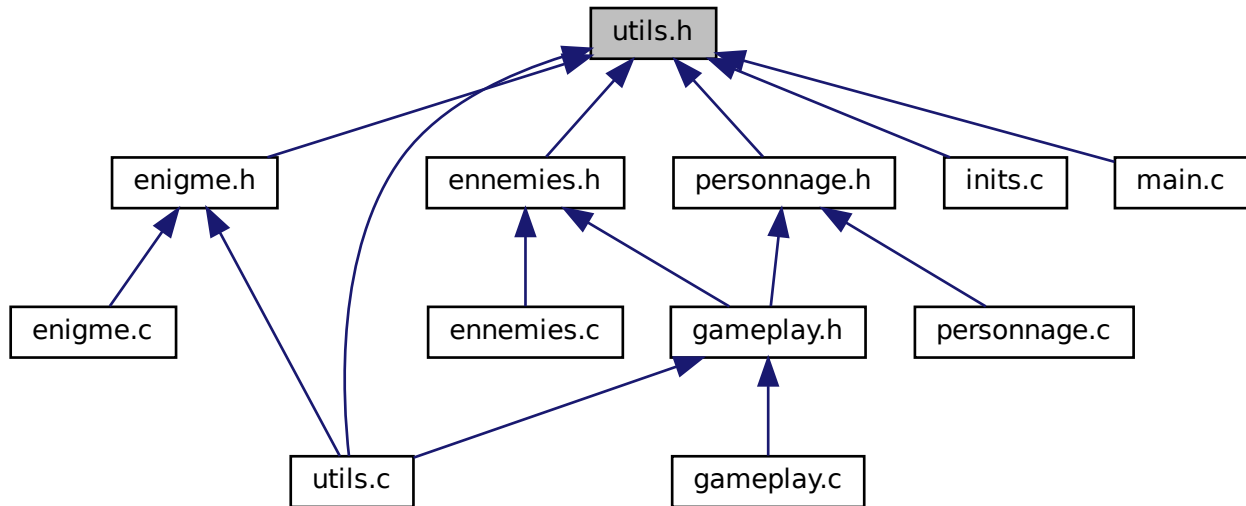 utils.h
enigme.h
ennemies.h
personnage.h
inits.c
main.c
enigme.c
ennemies.c
gameplay.h
personnage.c
utils.c
gameplay.c